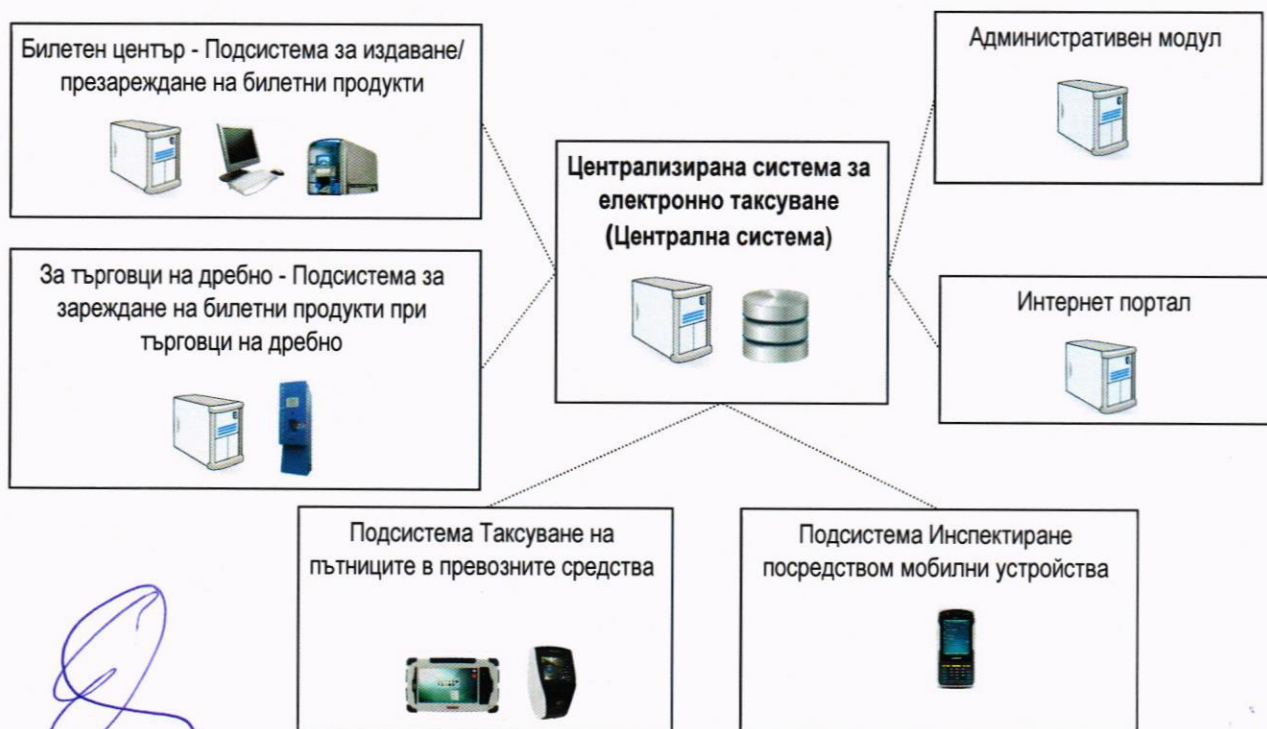 Билетен център - Подсистема за издаване/
презареждане на билетни продукти
Административен модул
Централизирана система за
електронно таксуване
(Централна система)
За търговци на дребно - Подсистема за
зареждане на билетни продукти при
търговци на дребно
Интернет портал
Подсистема Таксуване на
пътниците в превозните средства
Подсистема Инспектиране
посредством мобилни устройства